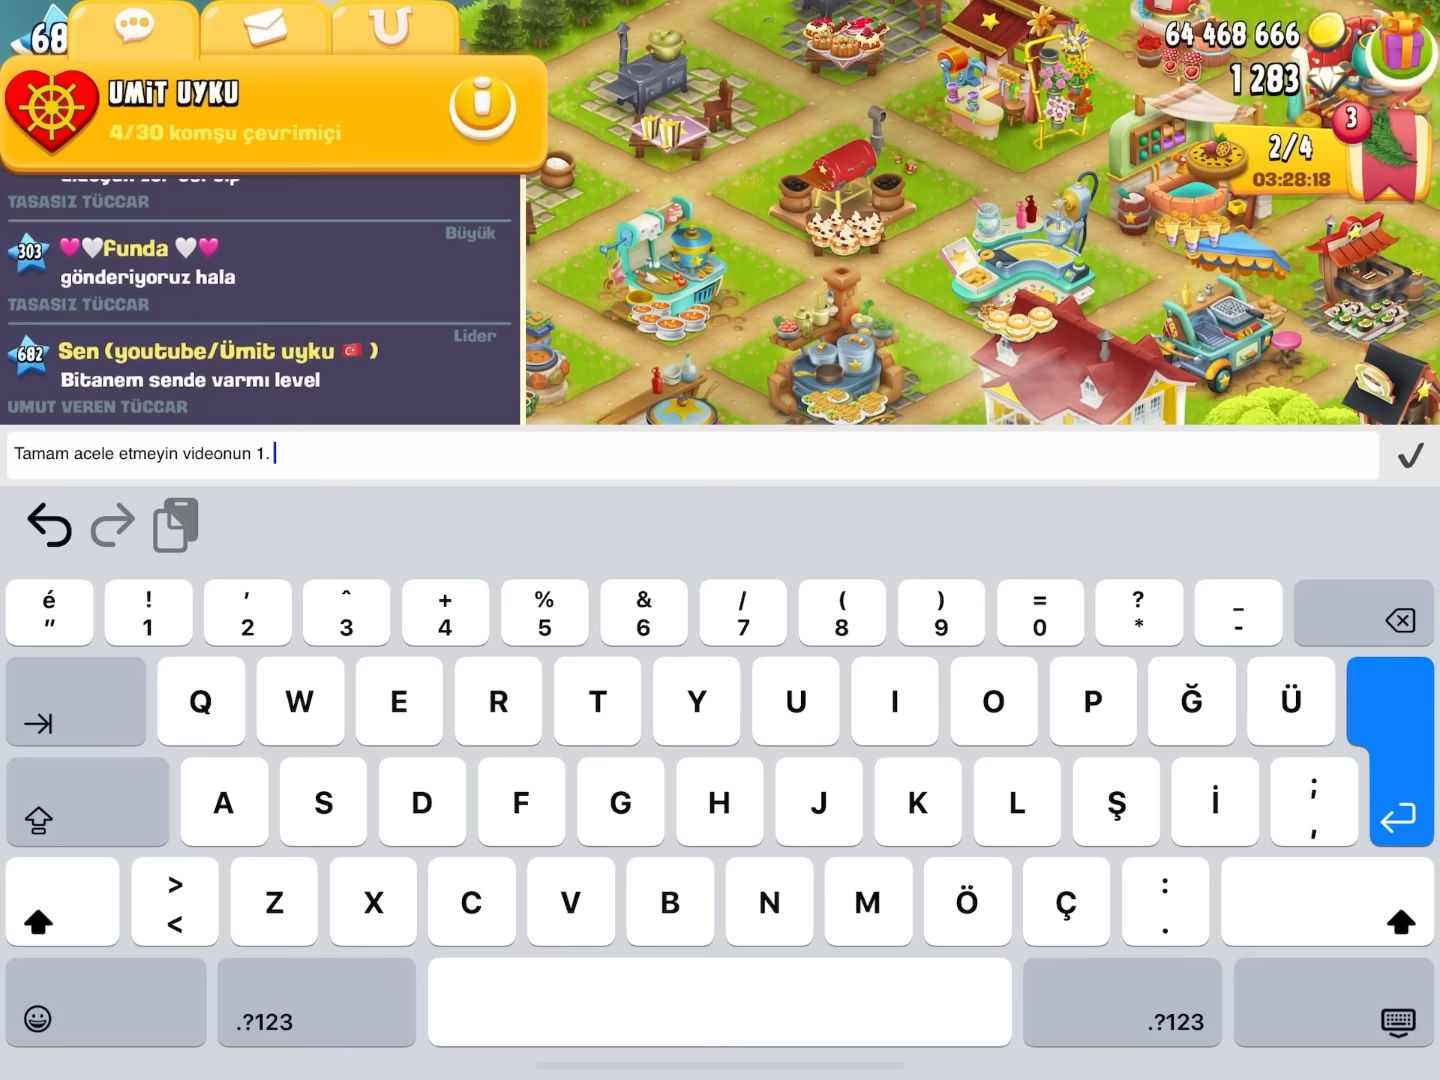 68
64 468 666
1 283
ÜMİT UYKU
4/30 komşu çevrimiçi
3
2/4
03:28:18
TASASIZ TÜCCAR
Büyük
303
🩷🤍Funda 🤍🩷
gönderiyoruz hala
TASASIZ TÜCCAR
Lider
682
Sen (youtube/Ümit uyku 🇹🇷 )
Bitanem sende varmı level
UMUT VEREN TÜCCAR
Tamam acele etmeyin videonun 1.
é ! ' ^ + % & / ( ) = ? _
" 1 2 3 4 5 6 7 8 9 0 * -
Q W E R T Y U I O P Ğ Ü
A S D F G H J K L Ş İ ; ,
> < Z X C V B N M Ö Ç : .
.?123 .?123